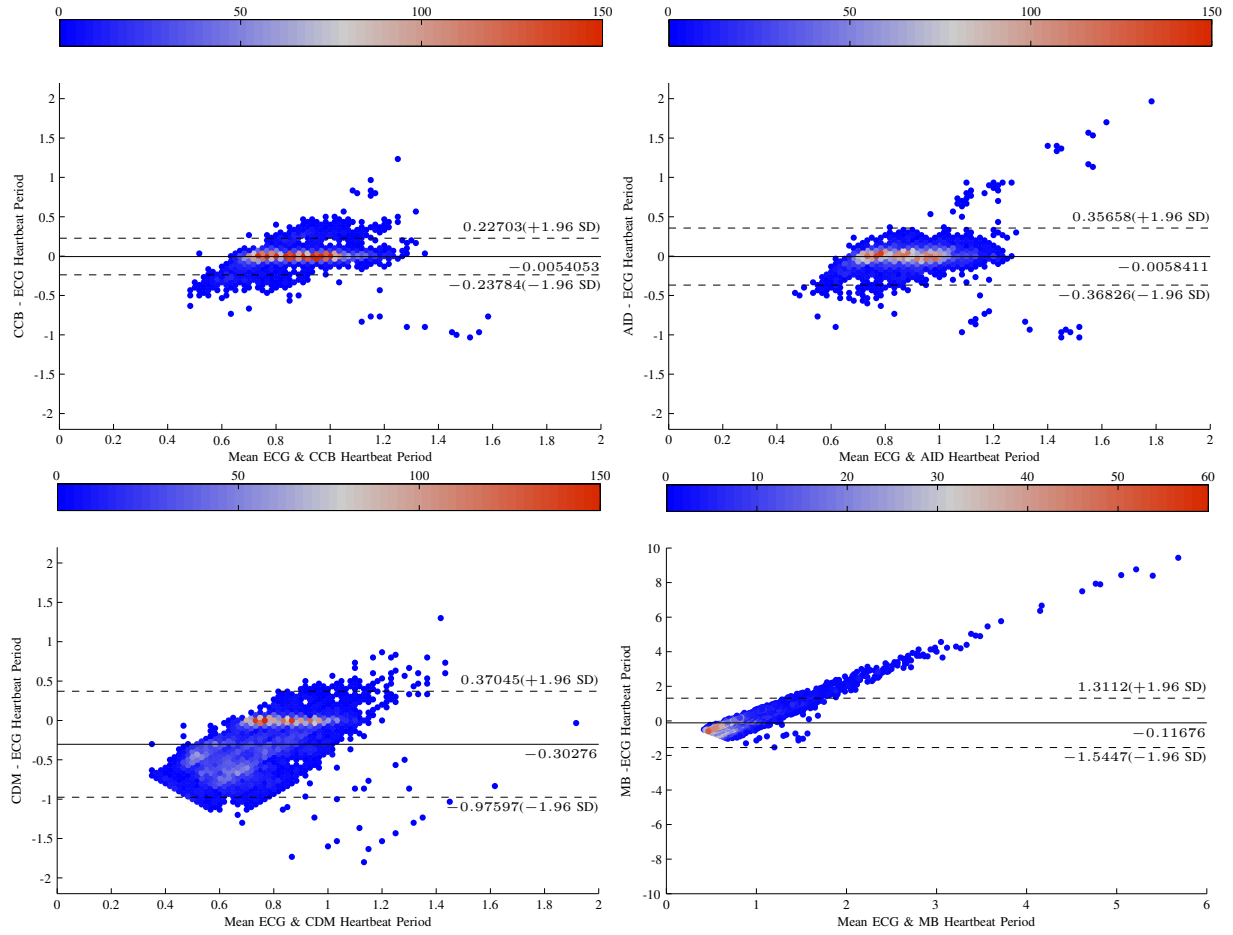 0 50 100 150
CCB - ECG Heartbeat Period
2
1.5
1
0.5
0
-0.5
-1
-1.5
-2
0.22703(+1.96 SD)
−0.0054053
−0.23784(−1.96 SD)
0 0.2 0.4 0.6 0.8 1 1.2 1.4 1.6 1.8 2
Mean ECG & CCB Heartbeat Period
0 50 100 150
AID - ECG Heartbeat Period
2
1.5
1
0.5
0
-0.5
-1
-1.5
-2
0.35658(+1.96 SD)
−0.0058411
−0.36826(−1.96 SD)
0 0.2 0.4 0.6 0.8 1 1.2 1.4 1.6 1.8 2
Mean ECG & AID Heartbeat Period
0 50 100 150
CDM - ECG Heartbeat Period
2
1.5
1
0.5
0
-0.5
-1
-1.5
-2
0.37045(+1.96 SD)
−0.30276
−0.97597(−1.96 SD)
0 0.2 0.4 0.6 0.8 1 1.2 1.4 1.6 1.8 2
Mean ECG & CDM Heartbeat Period
0 10 20 30 40 50 60
MB -ECG Heartbeat Period
10
8
6
4
2
0
-2
-4
-6
-8
-10
1.3112(+1.96 SD)
−0.11676
−1.5447(−1.96 SD)
0 1 2 3 4 5 6
Mean ECG & MB Heartbeat Period